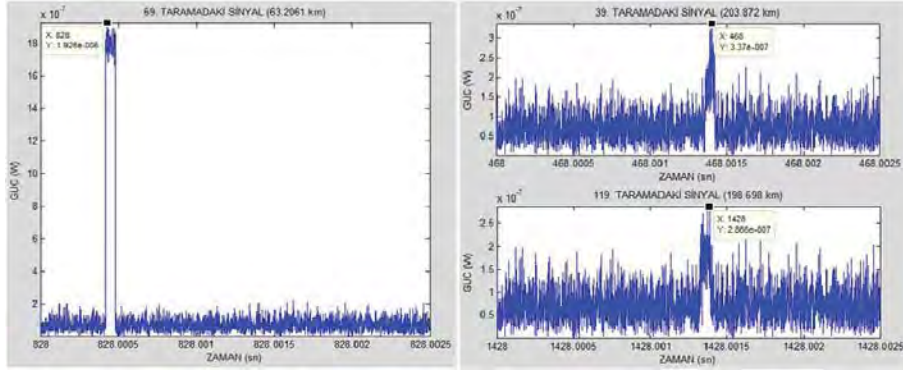 69. TARAMADAKİ SİNYAL (63.2061 km)
x 10⁻⁷
X: 828
Y: 1.926e-006
GUC (W)
18
16
14
12
10
8
6
4
2
828 828.0005 828.001 828.0015 828.002 828.0025
ZAMAN (sn)
39. TARAMADAKİ SİNYAL (203.872 km)
x 10⁻⁷
X: 468
Y: 3.37e-007
GUC (W)
3
2.5
2
1.5
1
0.5
468 468.0005 468.001 468.0015 468.002 468.0025
ZAMAN (sn)
119. TARAMADAKİ SİNYAL (198.698 km)
x 10⁻⁷
X: 1428
Y: 2.866e-007
GUC (W)
2.5
2
1.5
1
0.5
1428 1428.0005 1428.001 1428.0015 1428.002 1428.0025
ZAMAN (sn)